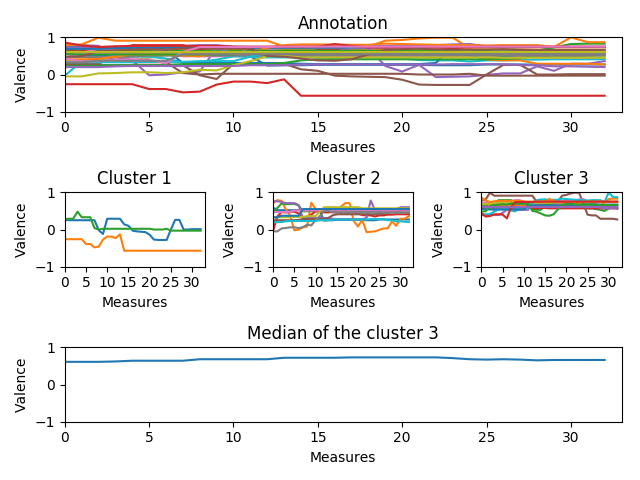 Annotation
Valence
1
0
−1
0 5 10 15 20 25 30
Measures
Cluster 1 Cluster 2 Cluster 3
Valence Valence Valence
1 1 1
0 0 0
−1 −1 −1
0 5 10 15 20 25 30 0 5 10 15 20 25 30 0 5 10 15 20 25 30
Measures Measures Measures
Median of the cluster 3
Valence
1
0
−1
0 5 10 15 20 25 30
Measures